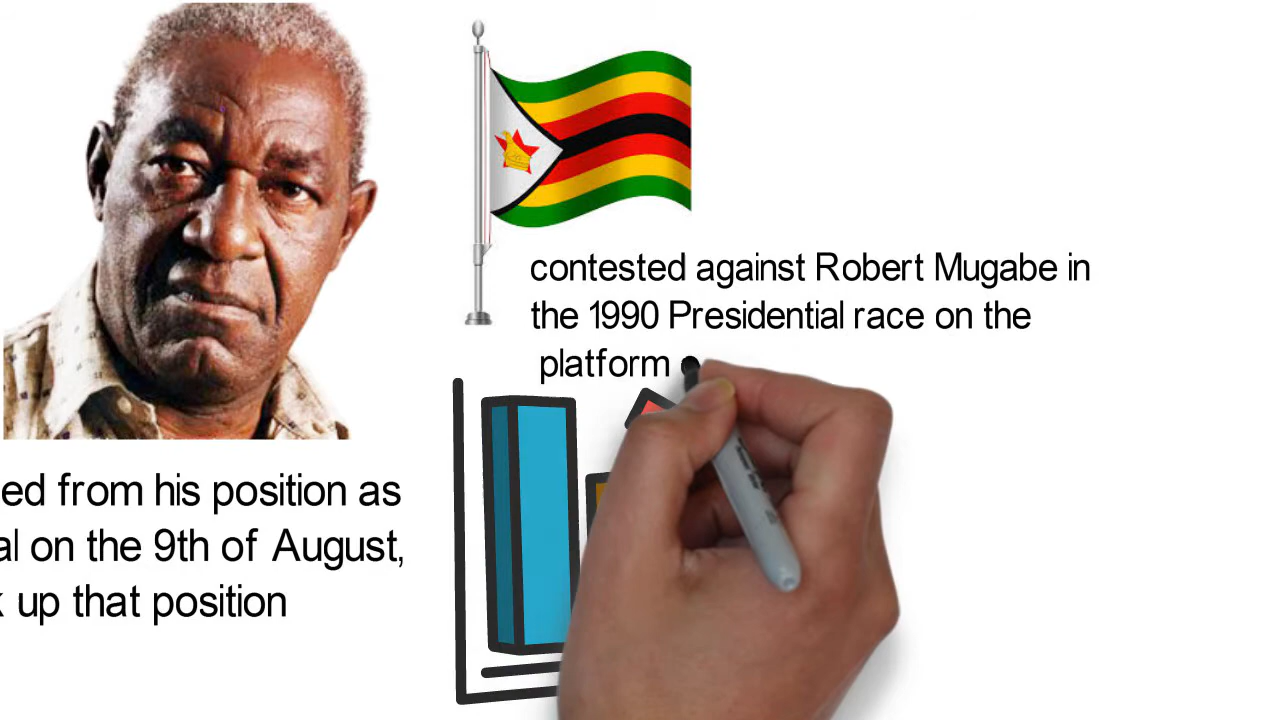 contested against Robert Mugabe in
the 1990 Presidential race on the
platform
ed from his position as
al on the 9th of August,
up that position